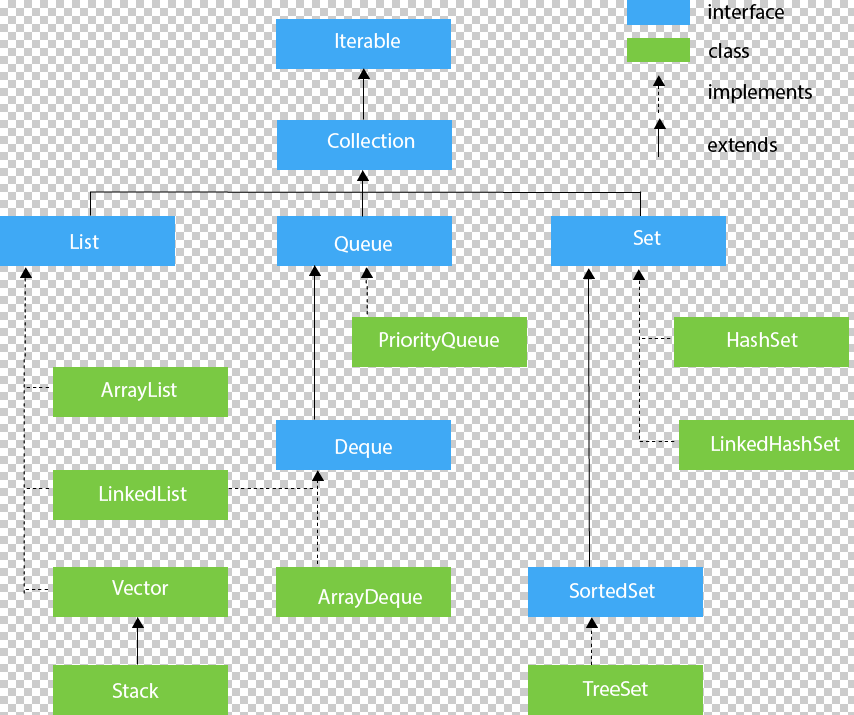 interface
Iterable
class
implements
Collection
extends
List
Queue
Set
PriorityQueue
HashSet
ArrayList
Deque
LinkedHashSet
LinkedList
Vector
ArrayDeque
SortedSet
Stack
TreeSet